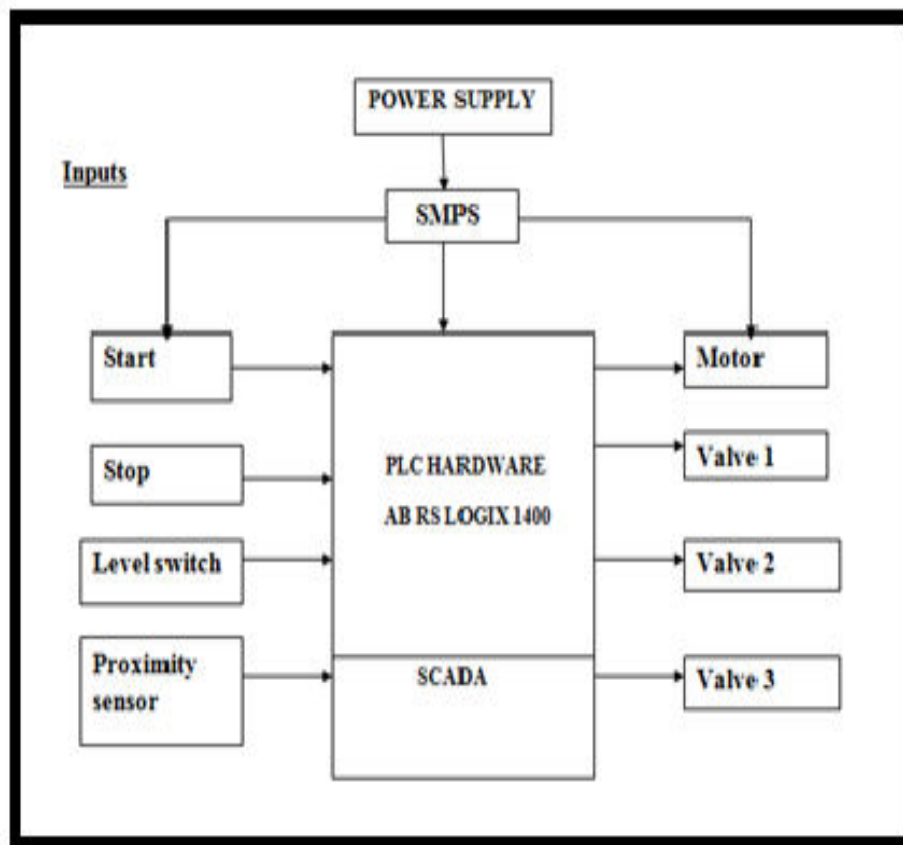 POWER SUPPLY
Inputs
SMPS
Start
Motor
Stop
PLC HARDWARE
AB RS LOGIX 1400
Valve 1
Level switch
Valve 2
Proximity
sensor
SCADA
Valve 3